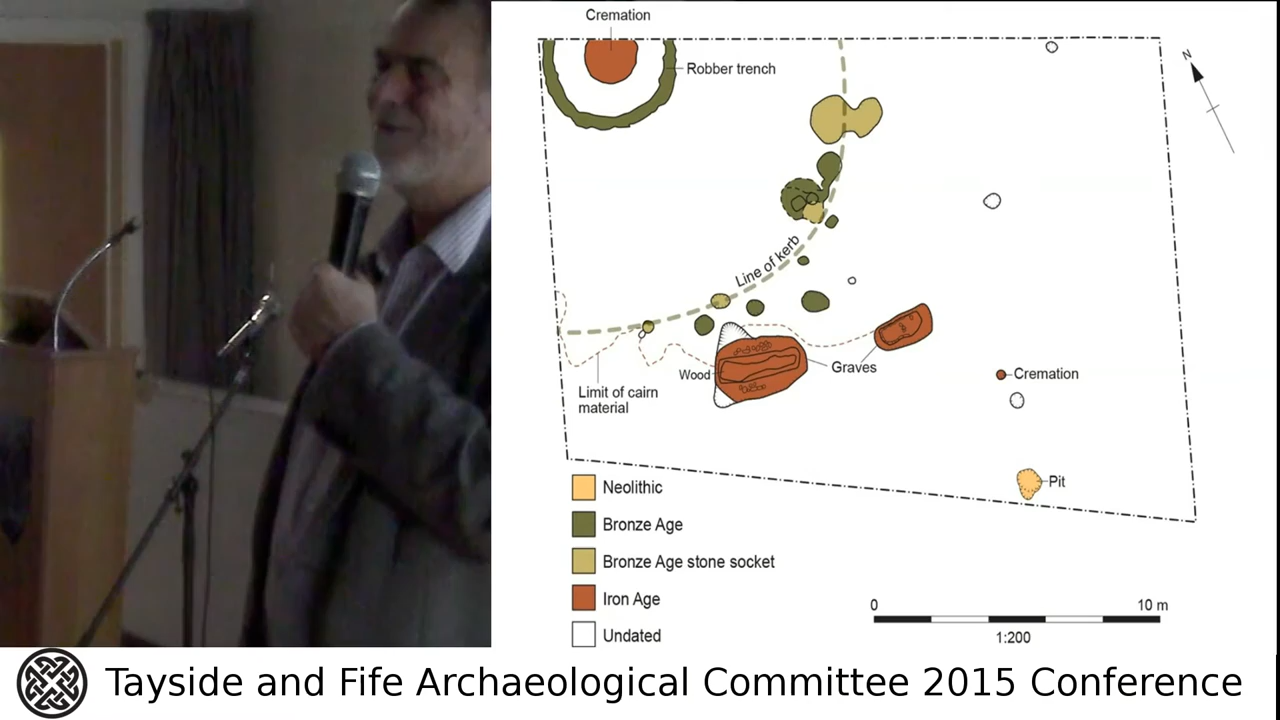 Cremation
Robber trench
N
Line of kerb
Wood
Graves
Cremation
Limit of cairn
material
Pit
Neolithic
Bronze Age
Bronze Age stone socket
Iron Age
Undated
0 10 m
1:200
Tayside and Fife Archaeological Committee 2015 Conference